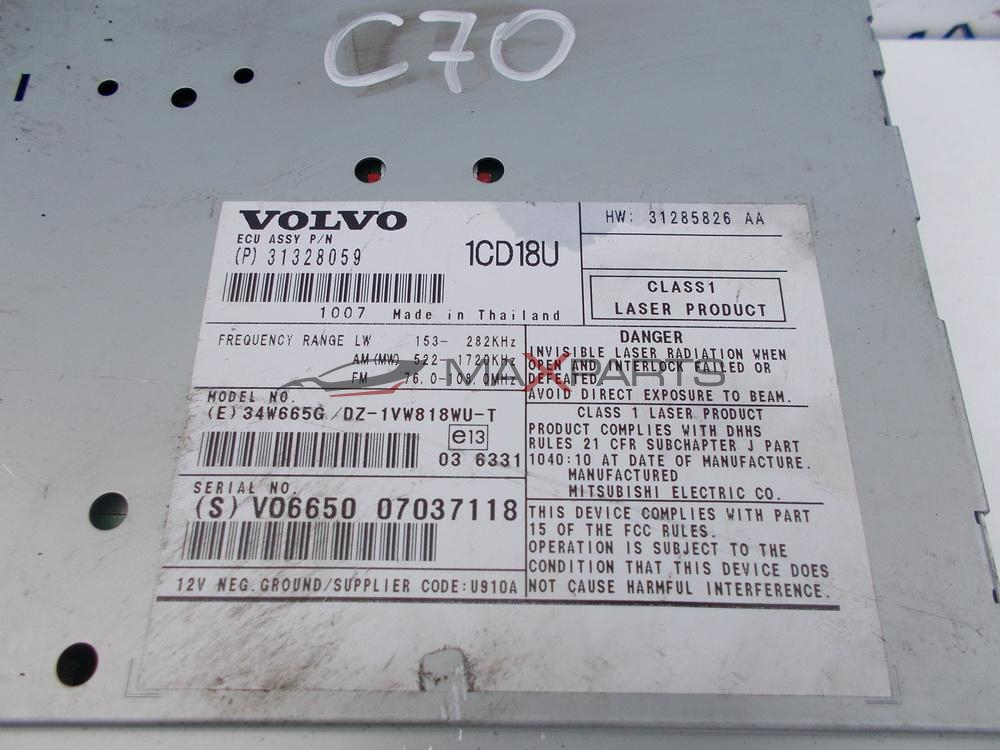 C70
VOLVO
ECU ASSY P/N
(P) 31328059
1CD18U
1007 Made in Thailand
HW: 31285826 AA
CLASS1
LASER PRODUCT
FREQUENCY RANGE LW 153- 282KHz
AM(MW) 522-1720KHz
FM 76.0-108.0MHz
MODEL NO.
(E)34W665G/DZ-1VW818WU-T
e13
03 6331
SERIAL NO.
(S) VO6650 07037118
12V NEG.GROUND/SUPPLIER CODE:U910A
DANGER
INVISIBLE LASER RADIATION WHEN
OPEN AND INTERLOCK FAILED OR
DEFEATED.
AVOID DIRECT EXPOSURE TO BEAM.
CLASS 1 LASER PRODUCT
PRODUCT COMPLIES WITH DHHS
RULES 21 CFR SUBCHAPTER J PART
1040:10 AT DATE OF MANUFACTURE.
MANUFACTURED
MITSUBISHI ELECTRIC CO.
THIS DEVICE COMPLIES WITH PART
15 OF THE FCC RULES.
OPERATION IS SUBJECT TO THE
CONDITION THAT THIS DEVICE DOES
NOT CAUSE HARMFUL INTERFERENCE.
MAXPARTS